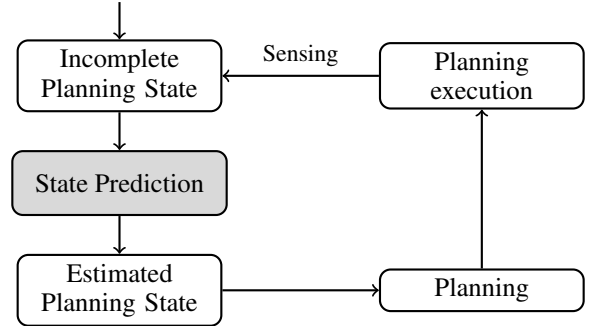 Incomplete
Planning State
Sensing
Planning
execution
State Prediction
Estimated
Planning State
Planning